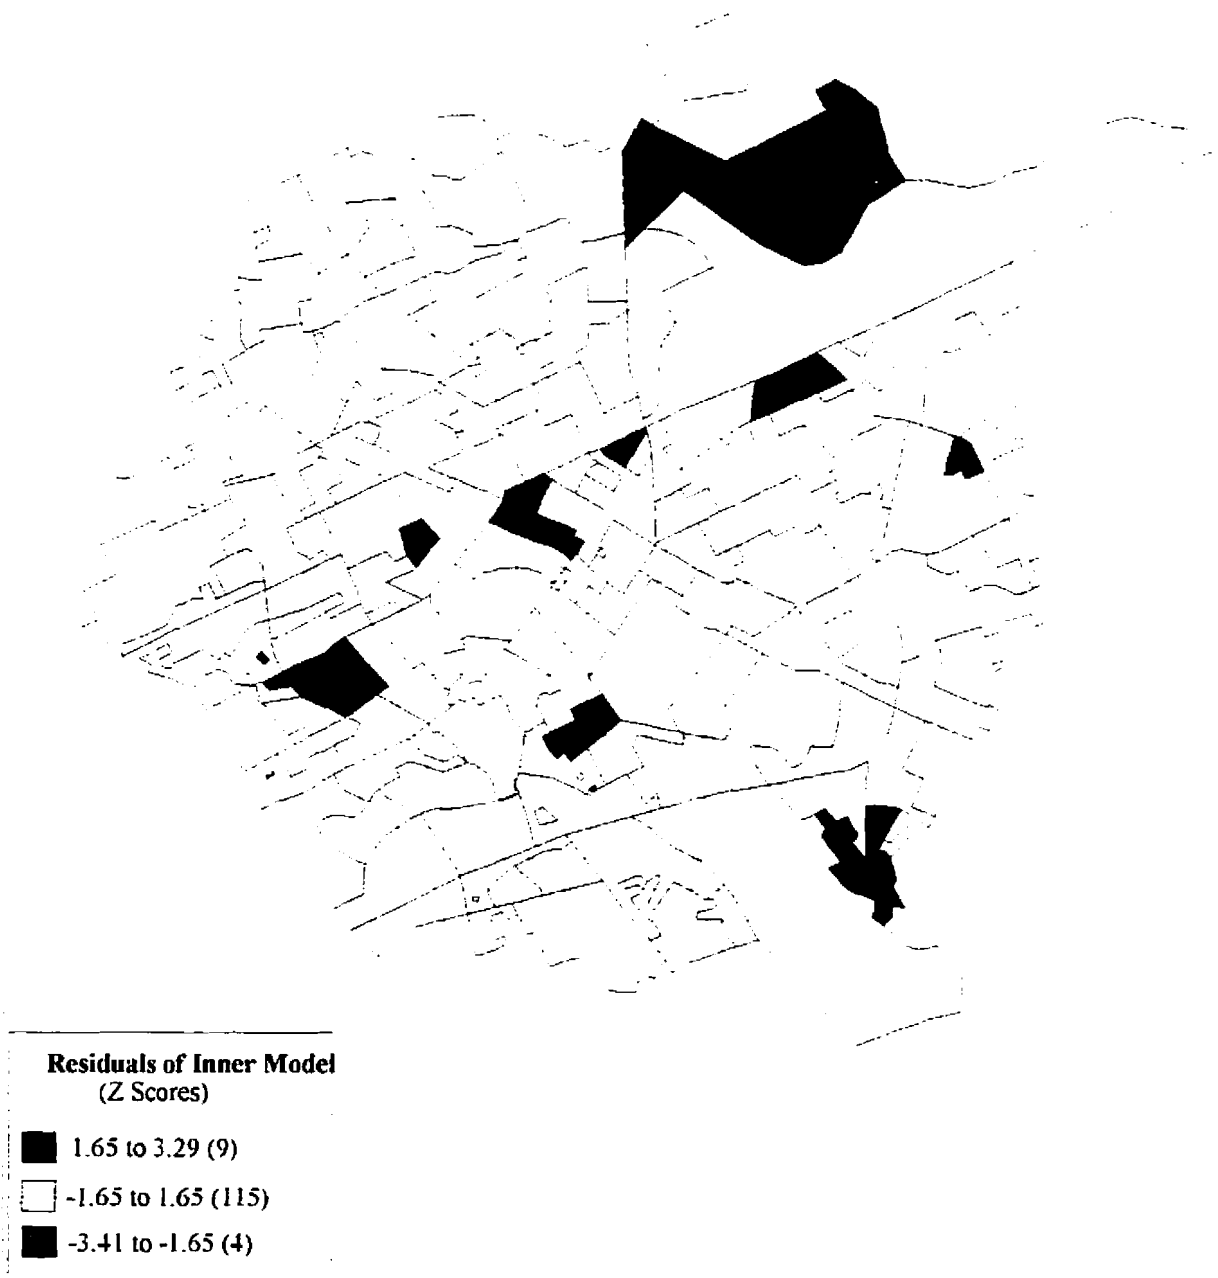 Residuals of Inner Model
(Z Scores)
1.65 to 3.29 (9)
-1.65 to 1.65 (115)
-3.41 to -1.65 (4)